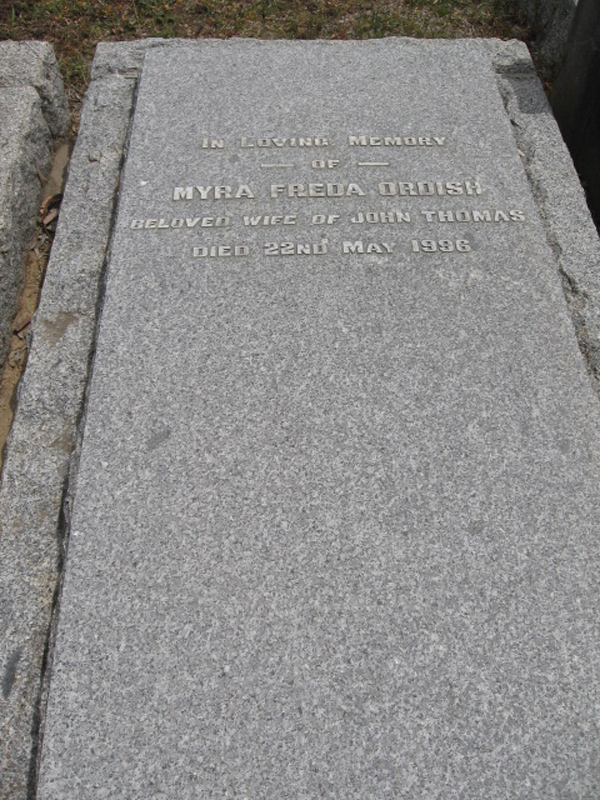 In Loving Memory
— OF —
MYRA FREDA ORDISH
BELOVED WIFE OF JOHN THOMAS
DIED 22ND MAY 1996